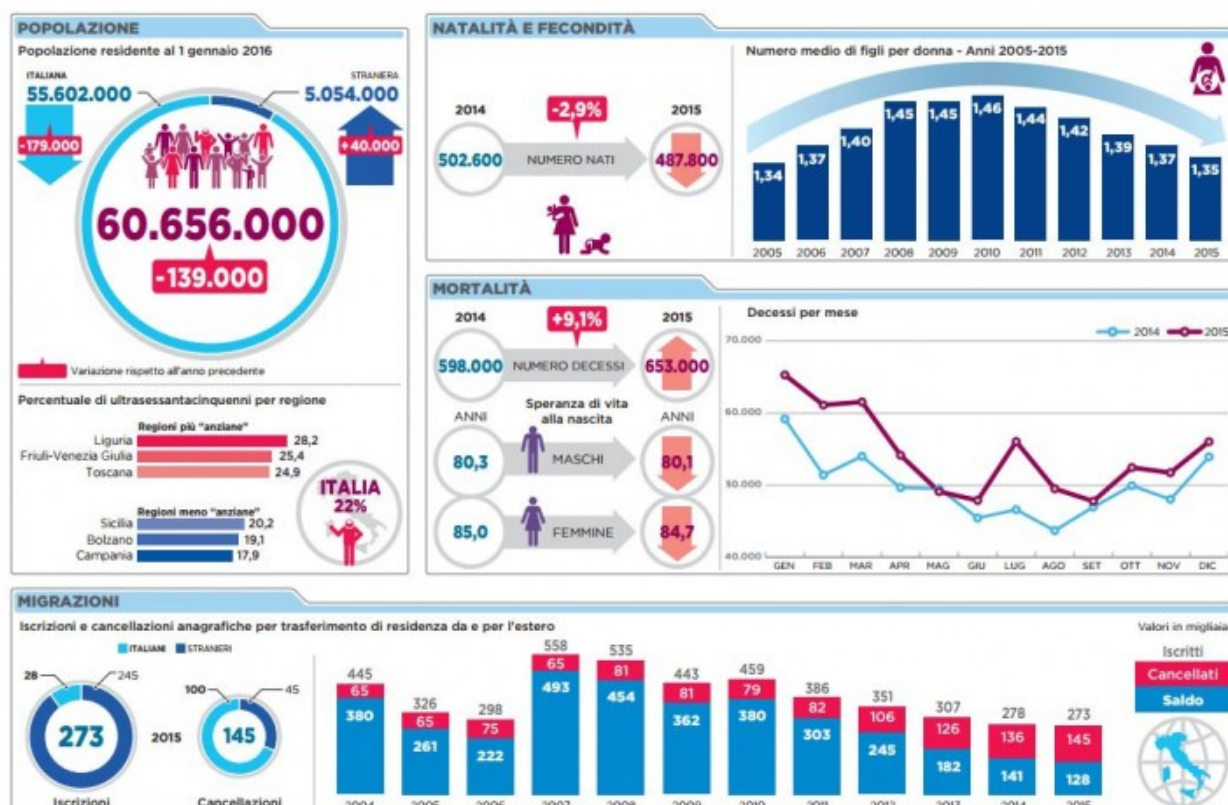 POPOLAZIONE
Popolazione residente al 1 gennaio 2016
ITALIANA
55.602.000
-179.000
STRANIERA
5.054.000
+40.000
60.656.000
-139.000
Variazione rispetto all'anno precedente
Percentuale di ultrasessantacinquenni per regione
Regioni più "anziane"
Liguria 28,2
Friuli-Venezia Giulia 25,4
Toscana 24,9
Regioni meno "anziane"
Sicilia 20,2
Bolzano 19,1
Campania 17,9
ITALIA
22%
NATALITÀ E FECONDITÀ
2014 -2,9% 2015
502.600 NUMERO NATI 487.800
Numero medio di figli per donna - Anni 2005-2015
1,34 1,37 1,40 1,45 1,45 1,46 1,44 1,42 1,39 1,37 1,35
2005 2006 2007 2008 2009 2010 2011 2012 2013 2014 2015
MORTALITÀ
2014 +9,1% 2015
598.000 NUMERO DECESSI 653.000
ANNI Speranza di vita alla nascita ANNI
80,3 MASCHI 80,1
85,0 FEMMINE 84,7
Decessi per mese
2014 2015
70.000
60.000
50.000
40.000
GEN FEB MAR APR MAG GIU LUG AGO SET OTT NOV DIC
MIGRAZIONI
Iscrizioni e cancellazioni anagrafiche per trasferimento di residenza da e per l'estero
Valori in migliaia
ITALIANI STRANIERI
28 245
273
Iscrizioni
2015
100 45
145
Cancellazioni
445 326 298 558 535 443 459 386 351 307 278 273
65 65 75 65 81 81 79 82 106 126 136 145
380 261 222 493 454 362 380 303 245 182 141 128
2004 2005 2006 2007 2008 2009 2010 2011 2012 2013 2014 2015
Iscritti
Cancellati
Saldo